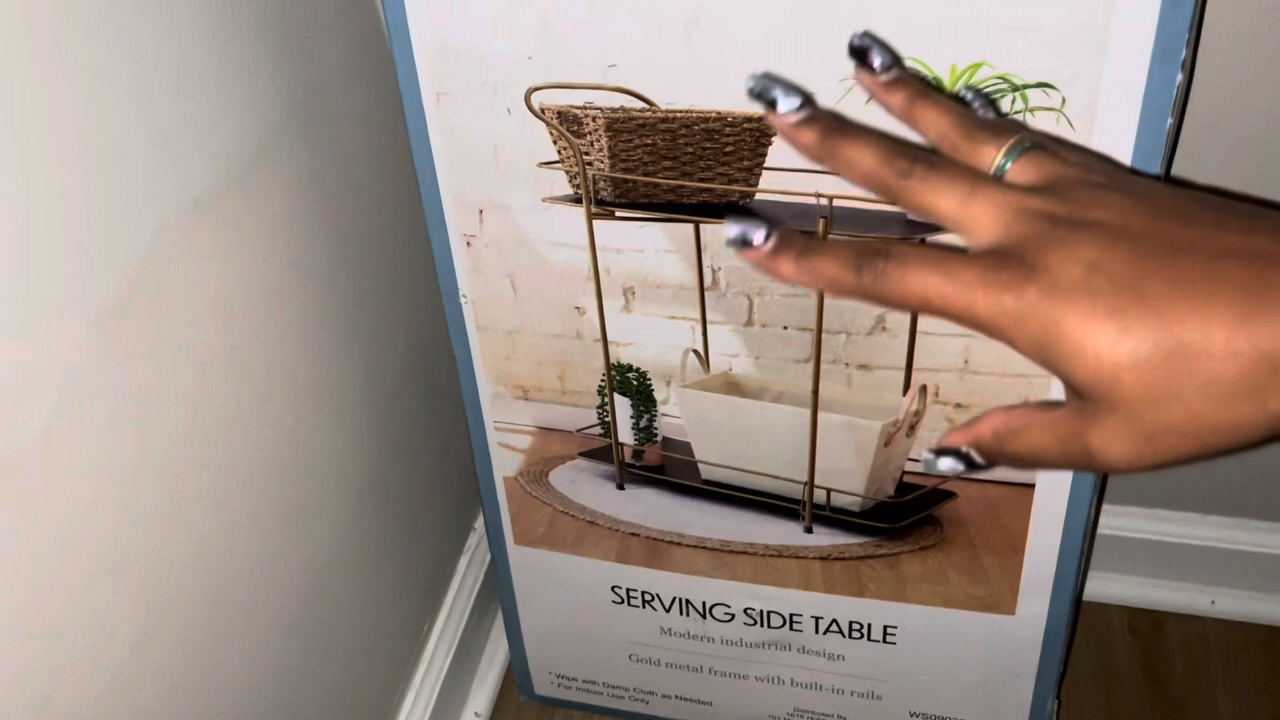 SERVING SIDE TABLE
Modern industrial design
Gold metal frame with built-in rails
* Wipe with Damp Cloth as Needed
* For Indoor Use Only
Distributed By